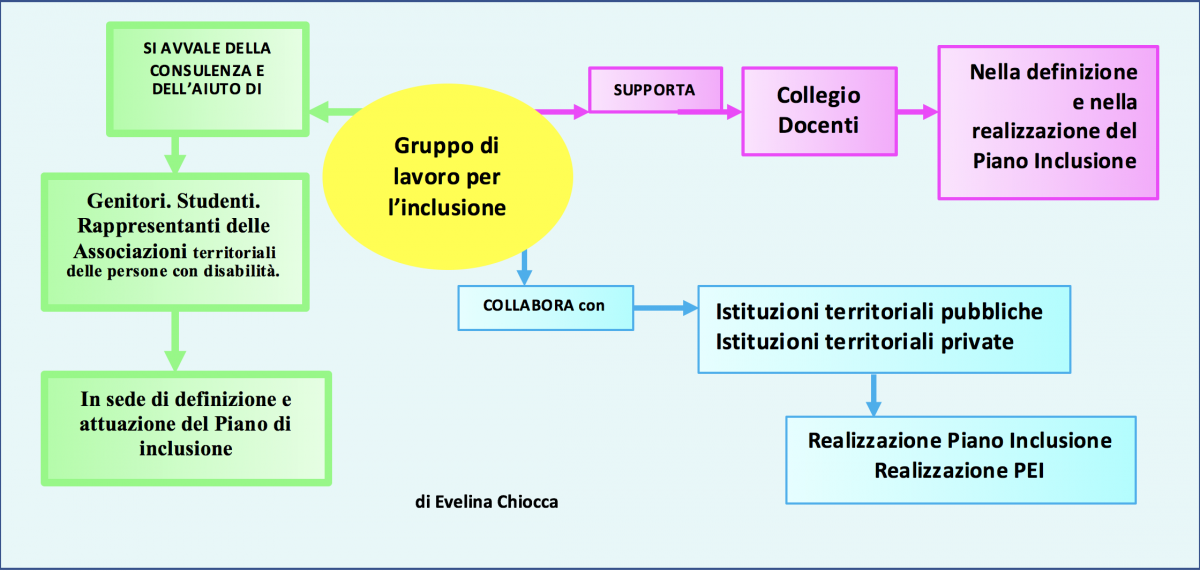 SI AVVALE DELLA
CONSULENZA E
DELL'AIUTO DI
Genitori. Studenti.
Rappresentanti delle
Associazioni territoriali
delle persone con disabilità.
In sede di definizione e
attuazione del Piano di
inclusione
Gruppo di
lavoro per
l'inclusione
SUPPORTA
Collegio
Docenti
Nella definizione
e nella
realizzazione del
Piano Inclusione
COLLABORA con
Istituzioni territoriali pubbliche
Istituzioni territoriali private
Realizzazione Piano Inclusione
Realizzazione PEI
di Evelina Chiocca